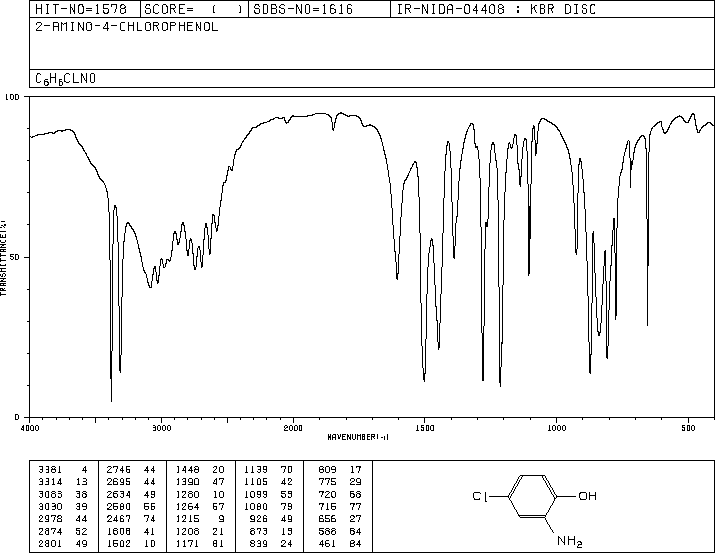 HIT-NO=1578 SCORE= ( ) SDBS-NO=1616 IR-NIDA-04408 : KBR DISC
2-AMINO-4-CHLOROPHENOL
C6H6CLNO
100
TRANSMITTANCE(%)
50
0
4000 3000 2000 1500 1000 500
WAVENUMBER(-1)
3381 4 2746 44 1448 20 1139 70 809 17
3314 13 2695 44 1390 47 1105 42 775 29
3083 38 2634 49 1280 10 1099 59 720 68
3030 39 2580 56 1264 57 1080 79 716 77
2978 44 2467 74 1215 9 926 49 656 27
2874 52 1608 41 1208 21 873 13 588 84
2801 49 1502 10 1171 81 839 24 461 84
Cl OH
NH2